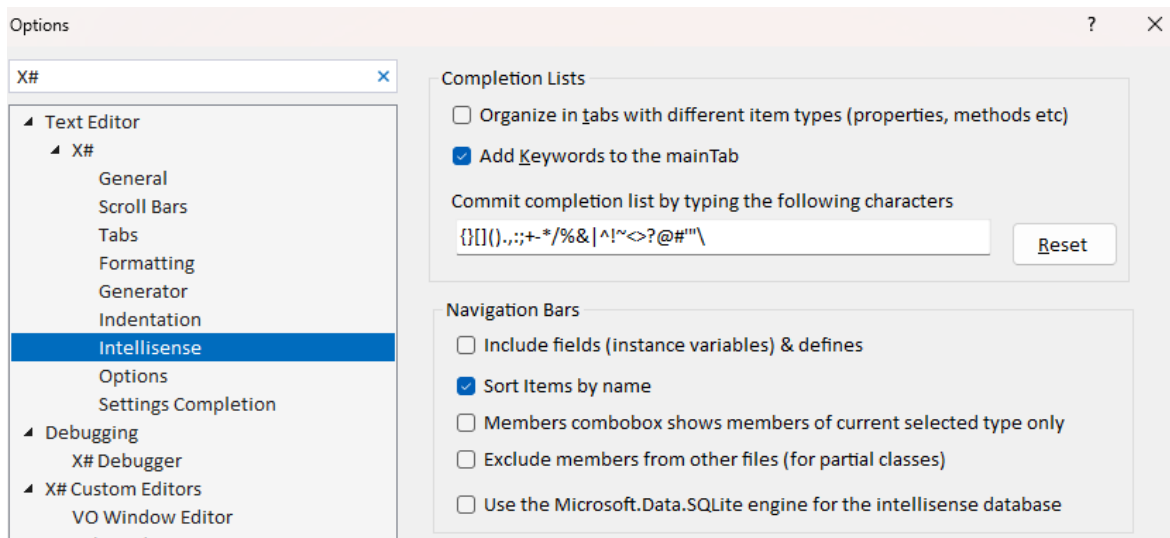 Options
?
X#
Text Editor
X#
General
Scroll Bars
Tabs
Formatting
Generator
Indentation
Intellisense
Options
Settings Completion
Debugging
X# Debugger
X# Custom Editors
VO Window Editor
Completion Lists
Organize in tabs with different item types (properties, methods etc)
Add Keywords to the mainTab
Commit completion list by typing the following characters
{}[]().,:;+-*/%&|^!~<>?@#'"\
Reset
Navigation Bars
Include fields (instance variables) & defines
Sort Items by name
Members combobox shows members of current selected type only
Exclude members from other files (for partial classes)
Use the Microsoft.Data.SQLite engine for the intellisense database